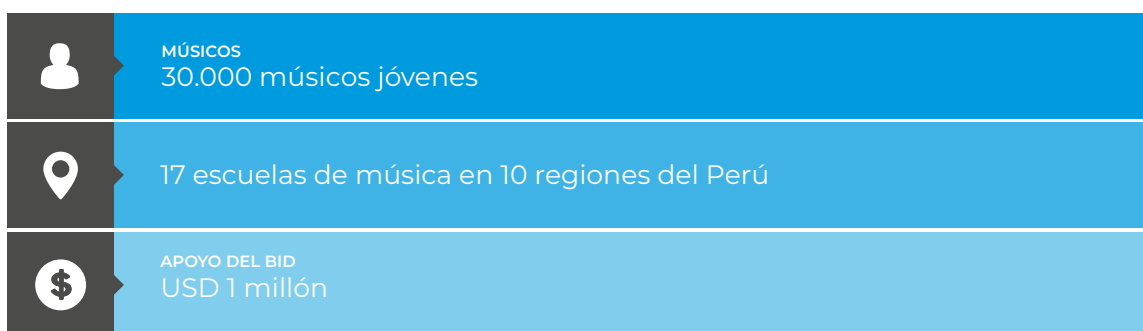 MÚSICOS
30.000 músicos jóvenes
17 escuelas de música en 10 regiones del Perú
APOYO DEL BID
USD 1 millón